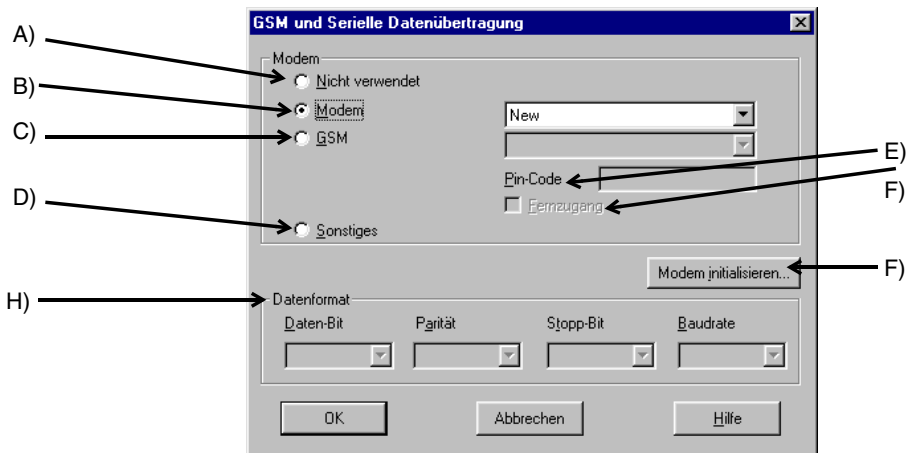 GSM und Serielle Datenübertragung
A)
Modem
Nicht verwendet
B)
Modem
New
C)
GSM
E)
Pin-Code
F)
D)
Fernzugang
Sonstiges
Modem initialisieren...
F)
H)
Datenformat
Daten-Bit Parität Stopp-Bit Baudrate
OK Abbrechen Hilfe